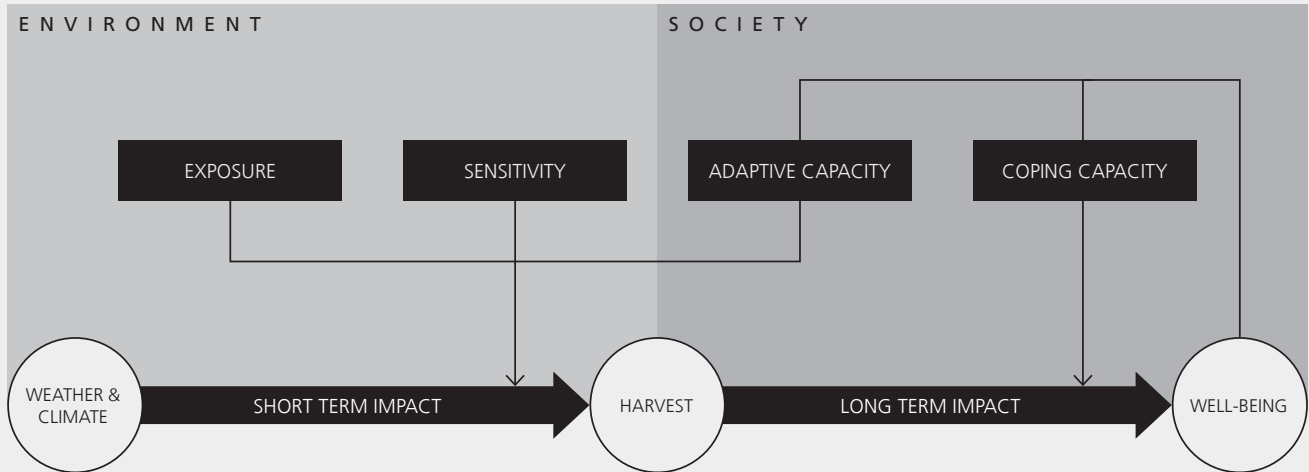 ENVIRONMENT
SOCIETY
EXPOSURE
SENSITIVITY
ADAPTIVE CAPACITY
COPING CAPACITY
WEATHER &
CLIMATE
SHORT TERM IMPACT
HARVEST
LONG TERM IMPACT
WELL-BEING